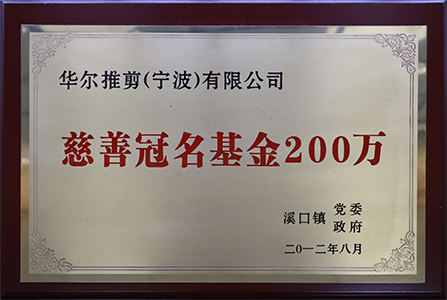 华尔推剪(宁波)有限公司
慈善冠名基金200万
溪口镇 党委
政府
二〇一二年八月